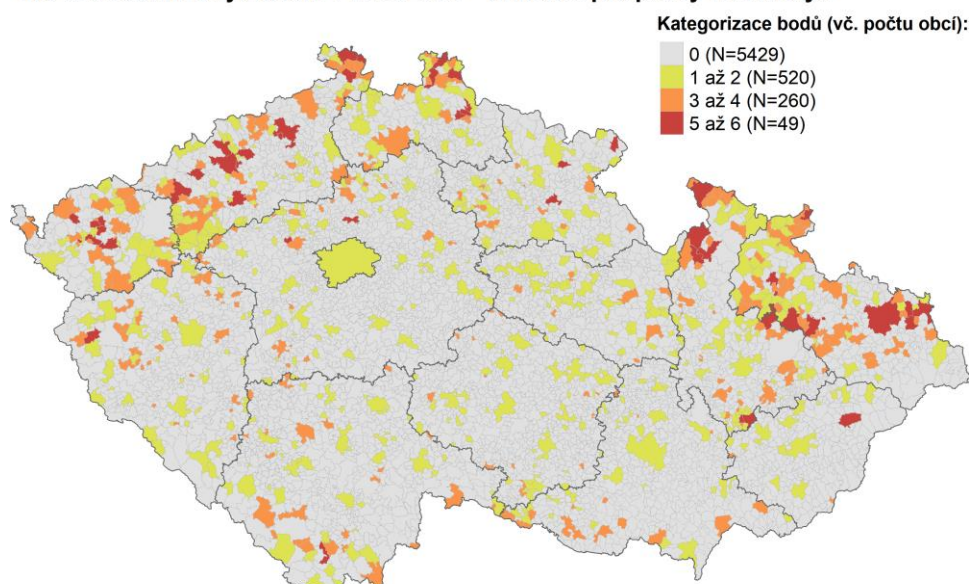 Kategorizace bodů (vč. počtu obcí):
0 (N=5429)
1 až 2 (N=520)
3 až 4 (N=260)
5 až 6 (N=49)